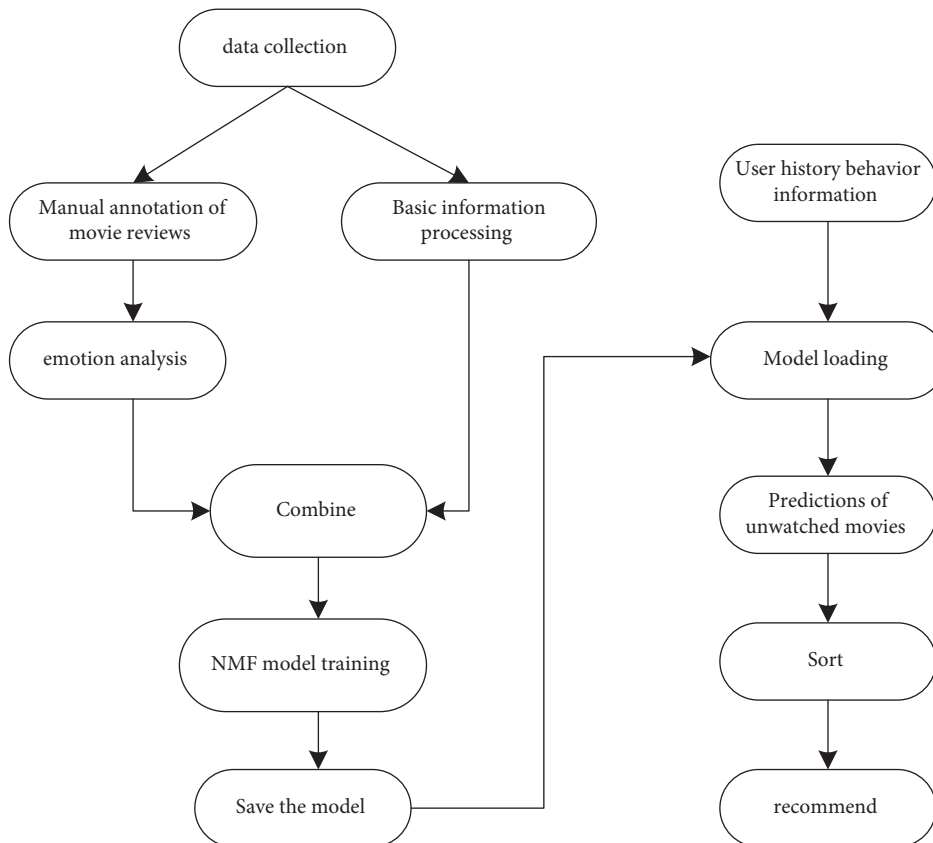 data collection
Manual annotation of
movie reviews
Basic information
processing
emotion analysis
Combine
NMF model training
Save the model
User history behavior
information
Model loading
Predictions of
unwatched movies
Sort
recommend